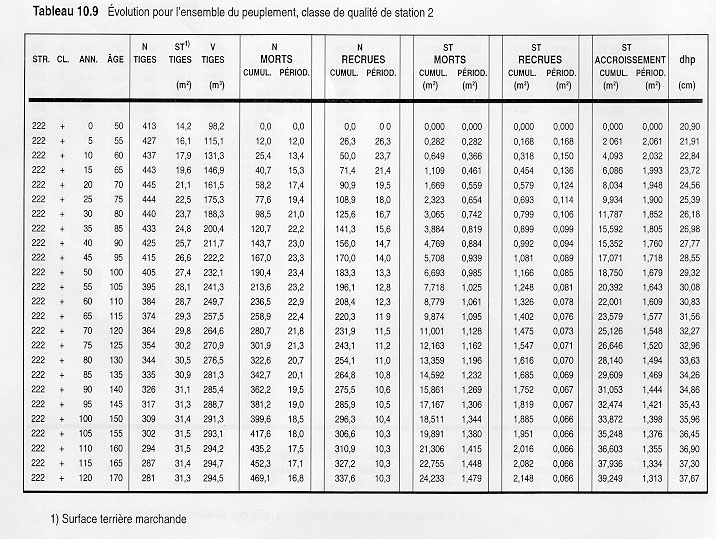 Tableau 10.9 Évolution pour l'ensemble du peuplement, classe de qualité de station 2
N ST1) V N N ST ST ST
STR. CL. ANN. ÂGE TIGES TIGES TIGES MORTS RECRUES MORTS RECRUES ACCROISSEMENT dhp
CUMUL. PÉRIOD. CUMUL. PÉRIOD. CUMUL. PÉRIOD. CUMUL. PÉRIOD. CUMUL. PÉRIOD.
(m²) (m³) (m²) (m²) (m²) (m²) (m²) (m²) (cm)
222 + 0 50 413 14,2 98,2 0,0 0,0 0,0 0 0 0,000 0,000 0,000 0,000 0,000 0,000 20,90
222 + 5 55 427 16,1 115,1 12,0 12,0 26,3 26,3 0,282 0,282 0,168 0,168 2 061 2,061 21,91
222 + 10 60 437 17,9 131,3 25,4 13,4 50,0 23,7 0,649 0,366 0,318 0,150 4,093 2,032 22,84
222 + 15 65 443 19,6 146,9 40,7 15,3 71,4 21,4 1,109 0,461 0,454 0,136 6,086 1,993 23,72
222 + 20 70 445 21,1 161,5 58,2 17,4 90,9 19,5 1,669 0,559 0,579 0,124 8,034 1,948 24,56
222 + 25 75 444 22,5 175,3 77,6 19,4 108,9 18,0 2,323 0,654 0,693 0,114 9,934 1,900 25,39
222 + 30 80 440 23,7 188,3 98,5 21,0 125,6 16,7 3,065 0,742 0,799 0,106 11,787 1,852 26,18
222 + 35 85 433 24,8 200,4 120,7 22,2 141,3 15,6 3,884 0,819 0,899 0,099 15,592 1,805 26,98
222 + 40 90 425 25,7 211,7 143,7 23,0 156,0 14,7 4,769 0,884 0,992 0,094 15,352 1,760 27,77
222 + 45 95 415 26,6 222,2 167,0 23,3 170,0 14,0 5,708 0,939 1,081 0,089 17,071 1,718 28,55
222 + 50 100 405 27,4 232,1 190,4 23,4 183,3 13,3 6,693 0,985 1,166 0,085 18,750 1,679 29,32
222 + 55 105 395 28,1 241,3 213,6 23,2 196,1 12,8 7,718 1,025 1,248 0,081 20,392 1,643 30,08
222 + 60 110 384 28,7 249,7 236,5 22,9 208,4 12,3 8,779 1,061 1,326 0,078 22,001 1,609 30,83
222 + 65 115 374 29,3 257,5 258,9 22,4 220,3 11 9 9,874 1,095 1,402 0,076 23,579 1,577 31,56
222 + 70 120 364 29,8 264,6 280,7 21,8 231,9 11,5 11,001 1,128 1,475 0,073 25,126 1,548 32,27
222 + 75 125 354 30,2 270,9 301,9 21,3 243,1 11,2 12,163 1,162 1,547 0,071 26,646 1,520 32,96
222 + 80 130 344 30,5 276,5 322,6 20,7 254,1 11,0 13,359 1,196 1,616 0,070 28,140 1,494 33,63
222 + 85 135 335 30,9 281,3 342,7 20,1 264,8 10,8 14,592 1,232 1,685 0,069 29,609 1,469 34,26
222 + 90 140 326 31,1 285,4 362,2 19,5 275,5 10,6 15,861 1,269 1,752 0,067 31,053 1,444 34,86
222 + 95 145 317 31,3 288,7 381,2 19,0 285,9 10,5 17,167 1,306 1,819 0,067 32,474 1,421 35,43
222 + 100 150 309 31,4 291,3 399,6 18,5 296,3 10,4 18,511 1,344 1,885 0,066 33,872 1,398 35,96
222 + 105 155 302 31,5 293,1 417,6 18,0 306,6 10,3 19,891 1,380 1,951 0,066 35,248 1,376 36,45
222 + 110 160 294 31,5 294,2 435,2 17,5 310,9 10,3 21,306 1,415 2,016 0,066 36,603 1,355 36,90
222 + 115 165 287 31,4 294,7 452,3 17,1 327,2 10,3 22,755 1,448 2,082 0,066 37,936 1,334 37,30
222 + 120 170 281 31,3 294,5 469,1 16,8 337,6 10,3 24,233 1,479 2,148 0,066 39,249 1,313 37,67
1) Surface terrière marchande